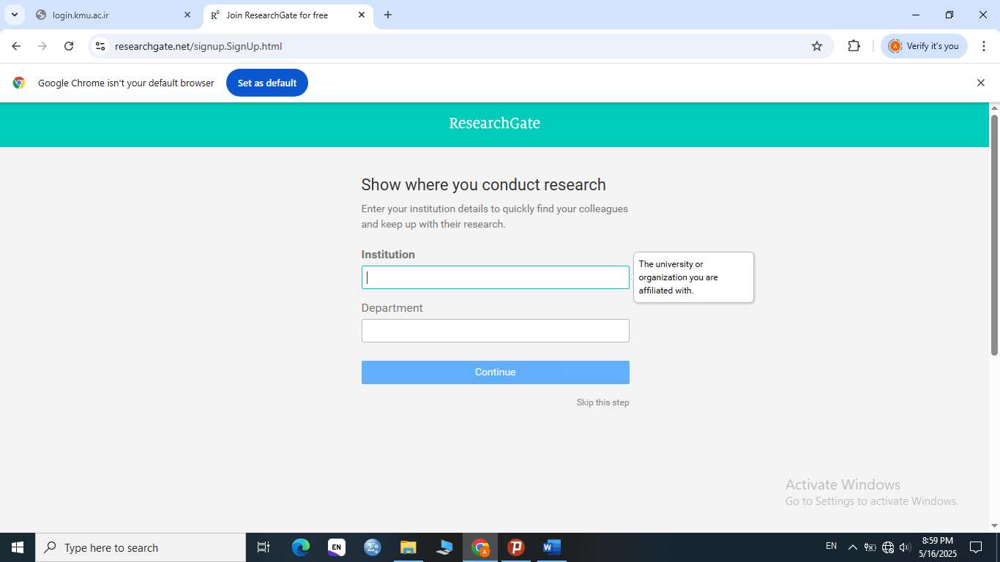 login.kmu.ac.ir
RG Join ResearchGate for free
researchgate.net/signup.SignUp.html
A Verify it's you
Google Chrome isn't your default browser
Set as default
ResearchGate
Show where you conduct research
Enter your institution details to quickly find your colleagues
and keep up with their research.
Institution
The university or
organization you are
affiliated with.
Department
Continue
Skip this step
Activate Windows
Go to Settings to activate Windows.
Type here to search
EN
A
P
W
EN
8:59 PM
5/16/2025